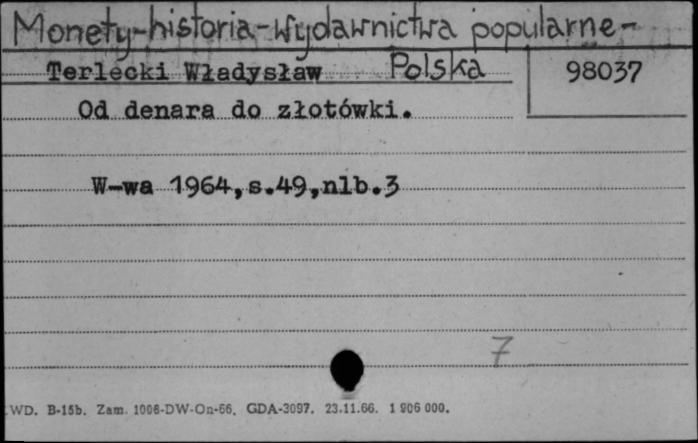 Monety-historia-wydawnictwa popularne-
Terlecki Władysław Polska 98037
Od denara do złotówki.
W-wa 1964,s.49,nlb.3
7
WD. B-15b. Zam. 1006-DW-On-66. GDA-3097. 23.11.66. 1 906 000.